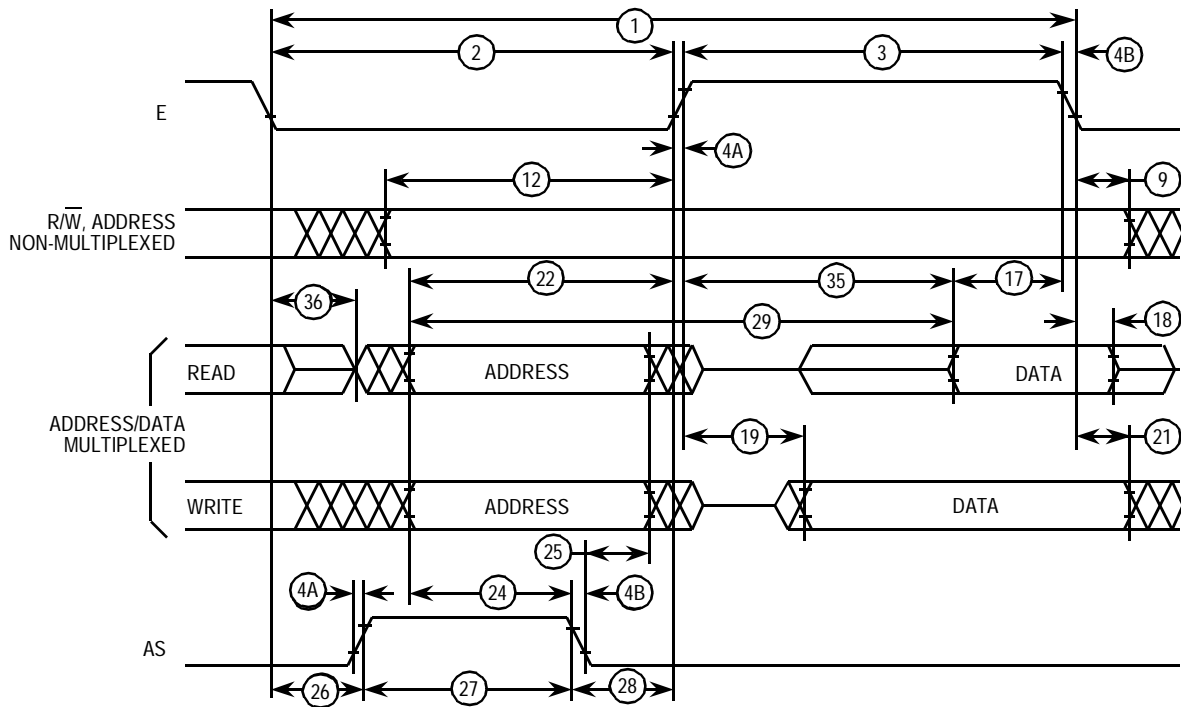 1
2
3
4B
E
4A
12
9
R/W̅, ADDRESS
NON-MULTIPLEXED
22
35
17
36
29
18
READ
ADDRESS
DATA
ADDRESS/DATA
MULTIPLEXED
19
21
WRITE
ADDRESS
DATA
25
4A
24
4B
AS
26
27
28